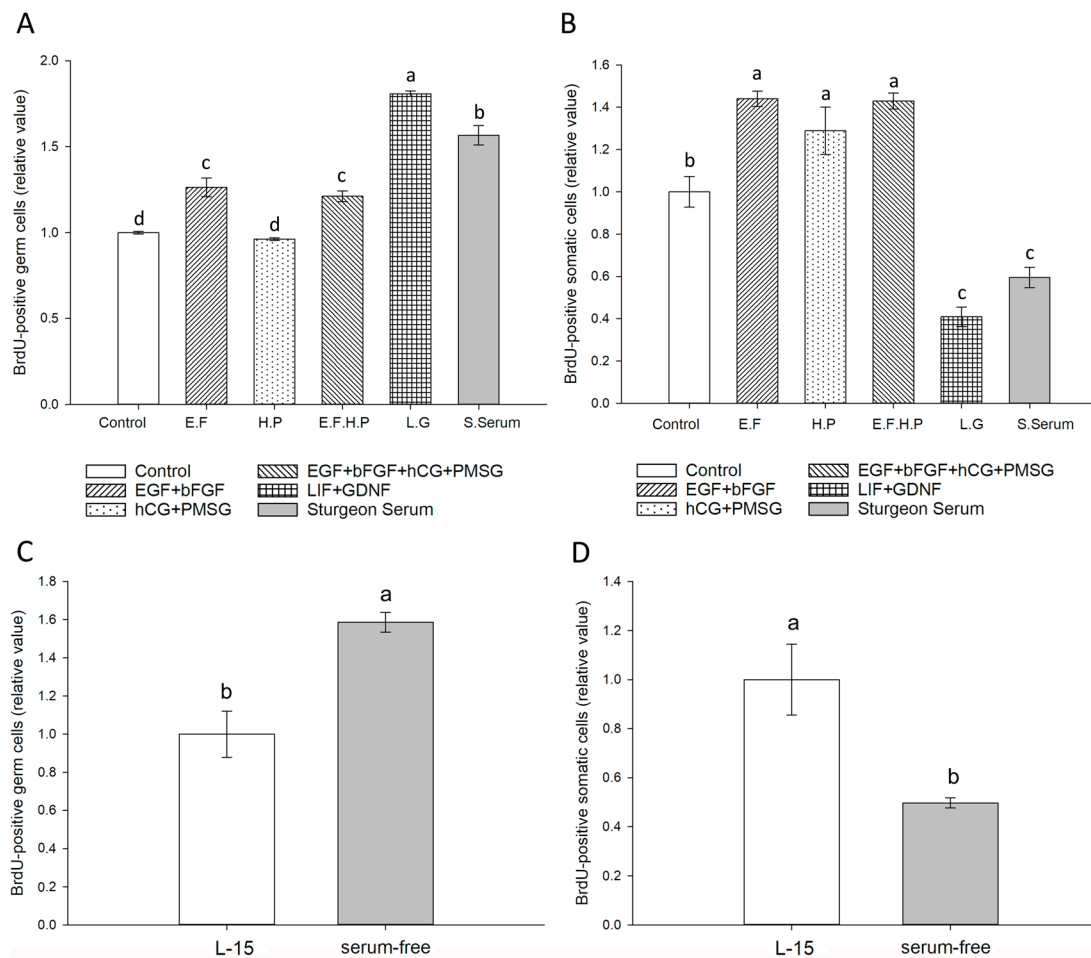 A
BrdU-positive germ cells (relative value)
2.0
1.5
1.0
0.5
0.0
a
b
c
c
d
d
Control E.F H.P E.F.H.P L.G S.Serum
Control
EGF+bFGF
hCG+PMSG
EGF+bFGF+hCG+PMSG
LIF+GDNF
Sturgeon Serum
B
BrdU-positive somatic cells (relative value)
1.6
1.4
1.2
1.0
0.8
0.6
0.4
0.2
0.0
b
a
a
a
c
c
Control E.F H.P E.F.H.P L.G S.Serum
Control
EGF+bFGF
hCG+PMSG
EGF+bFGF+hCG+PMSG
LIF+GDNF
Sturgeon Serum
C
BrdU-positive germ cells (relative value)
1.8
1.6
1.4
1.2
1.0
0.8
0.6
0.4
0.2
0.0
b
a
L-15 serum-free
D
BrdU-positive somatic cells (relative value)
1.4
1.2
1.0
0.8
0.6
0.4
0.2
0.0
a
b
L-15 serum-free